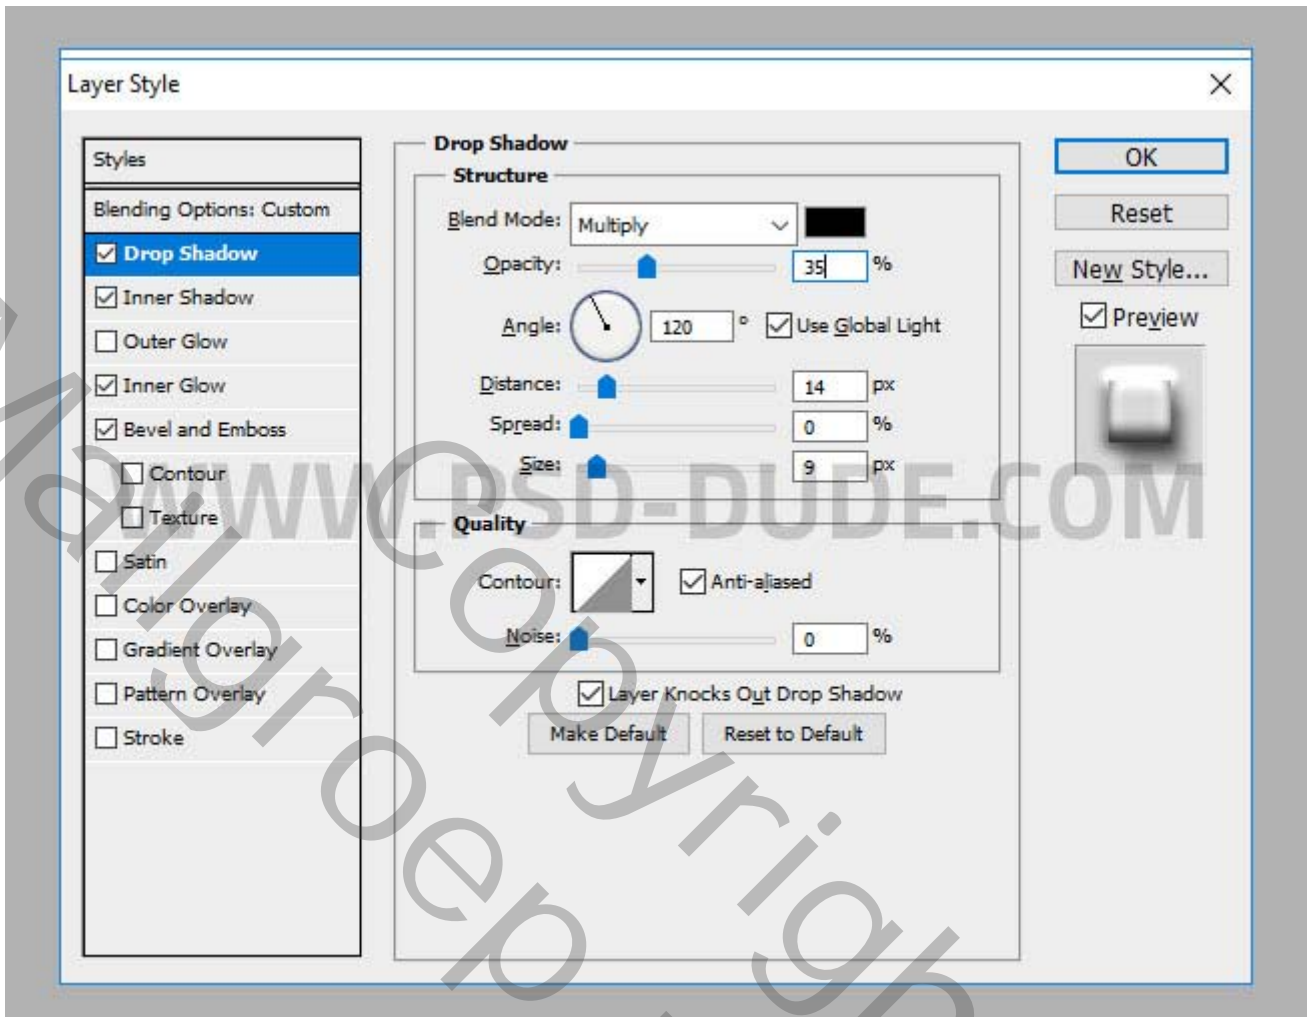 Layer Style
Styles
Blending Options: Custom
Drop Shadow
Inner Shadow
Outer Glow
Inner Glow
Bevel and Emboss
Contour
Texture
Satin
Color Overlay
Gradient Overlay
Pattern Overlay
Stroke
Drop Shadow
Structure
Blend Mode: Multiply
Opacity: 35 %
Angle: 120 ° Use Global Light
Distance: 14 px
Spread: 0 %
Size: 9 px
Quality
Contour: Anti-aliased
Noise: 0 %
Layer Knocks Out Drop Shadow
Make Default Reset to Default
OK
Reset
New Style...
Preview
WWW.PSD-DUDE.COM
Mailgroep